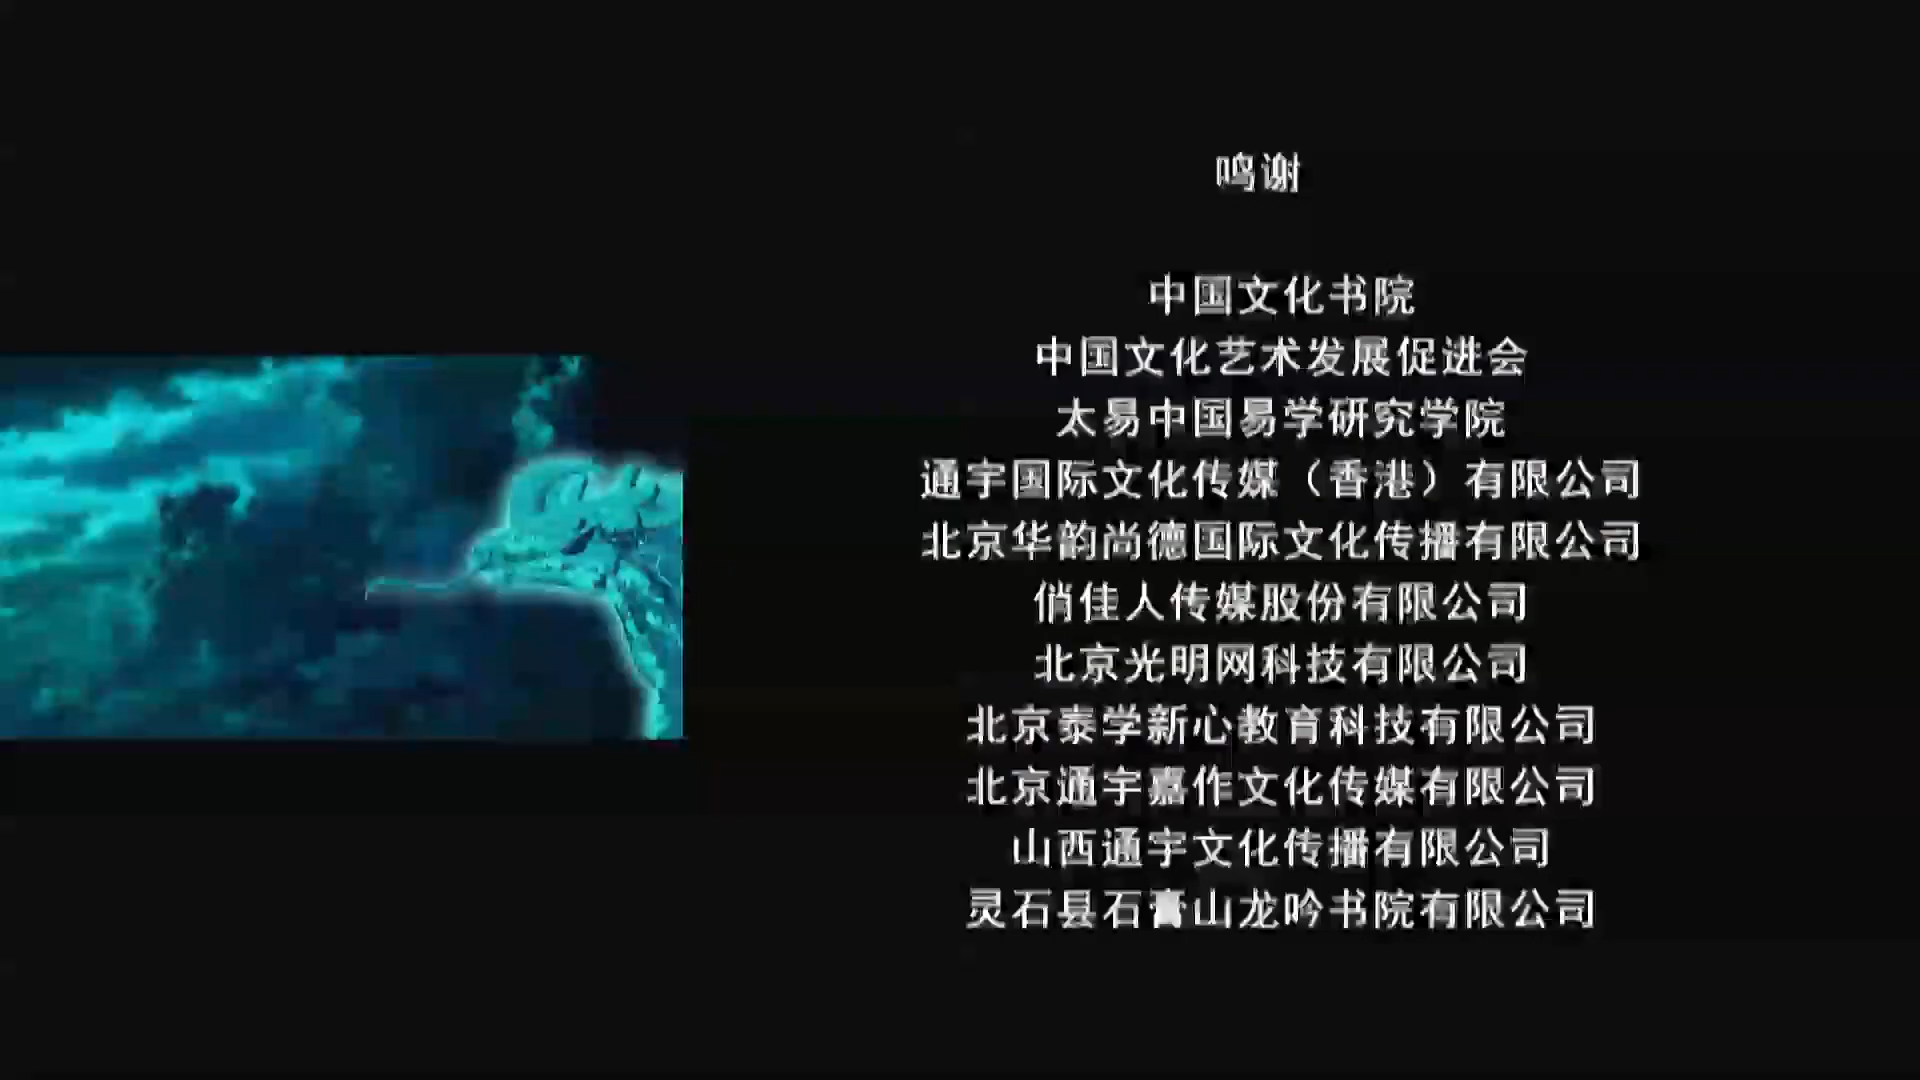 鸣谢
中国文化书院
中国文化艺术发展促进会
太易中国易学研究学院
通宇国际文化传媒（香港）有限公司
北京华韵尚德国际文化传播有限公司
俏佳人传媒股份有限公司
北京光明网科技有限公司
北京泰学新心教育科技有限公司
北京通宇嘉作文化传媒有限公司
山西通宇文化传播有限公司
灵石县石膏山龙吟书院有限公司